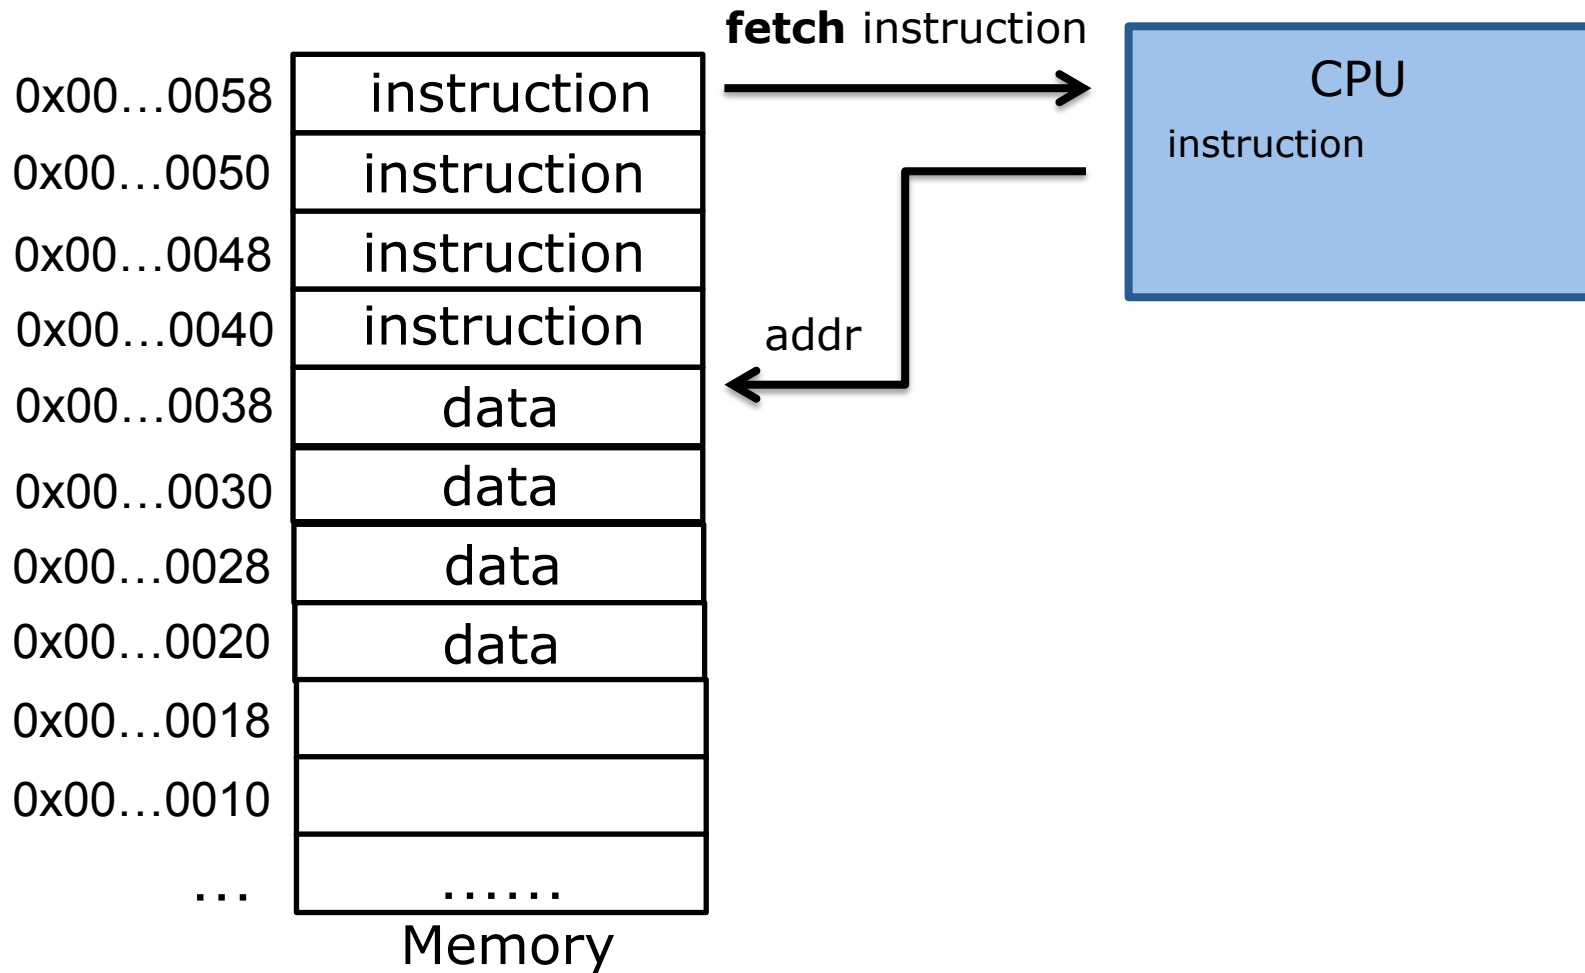 fetch instruction
CPU
instruction
0x00...0058 instruction
0x00...0050 instruction
0x00...0048 instruction
0x00...0040 instruction
addr
0x00...0038 data
0x00...0030 data
0x00...0028 data
0x00...0020 data
0x00...0018
0x00...0010
... ......
Memory